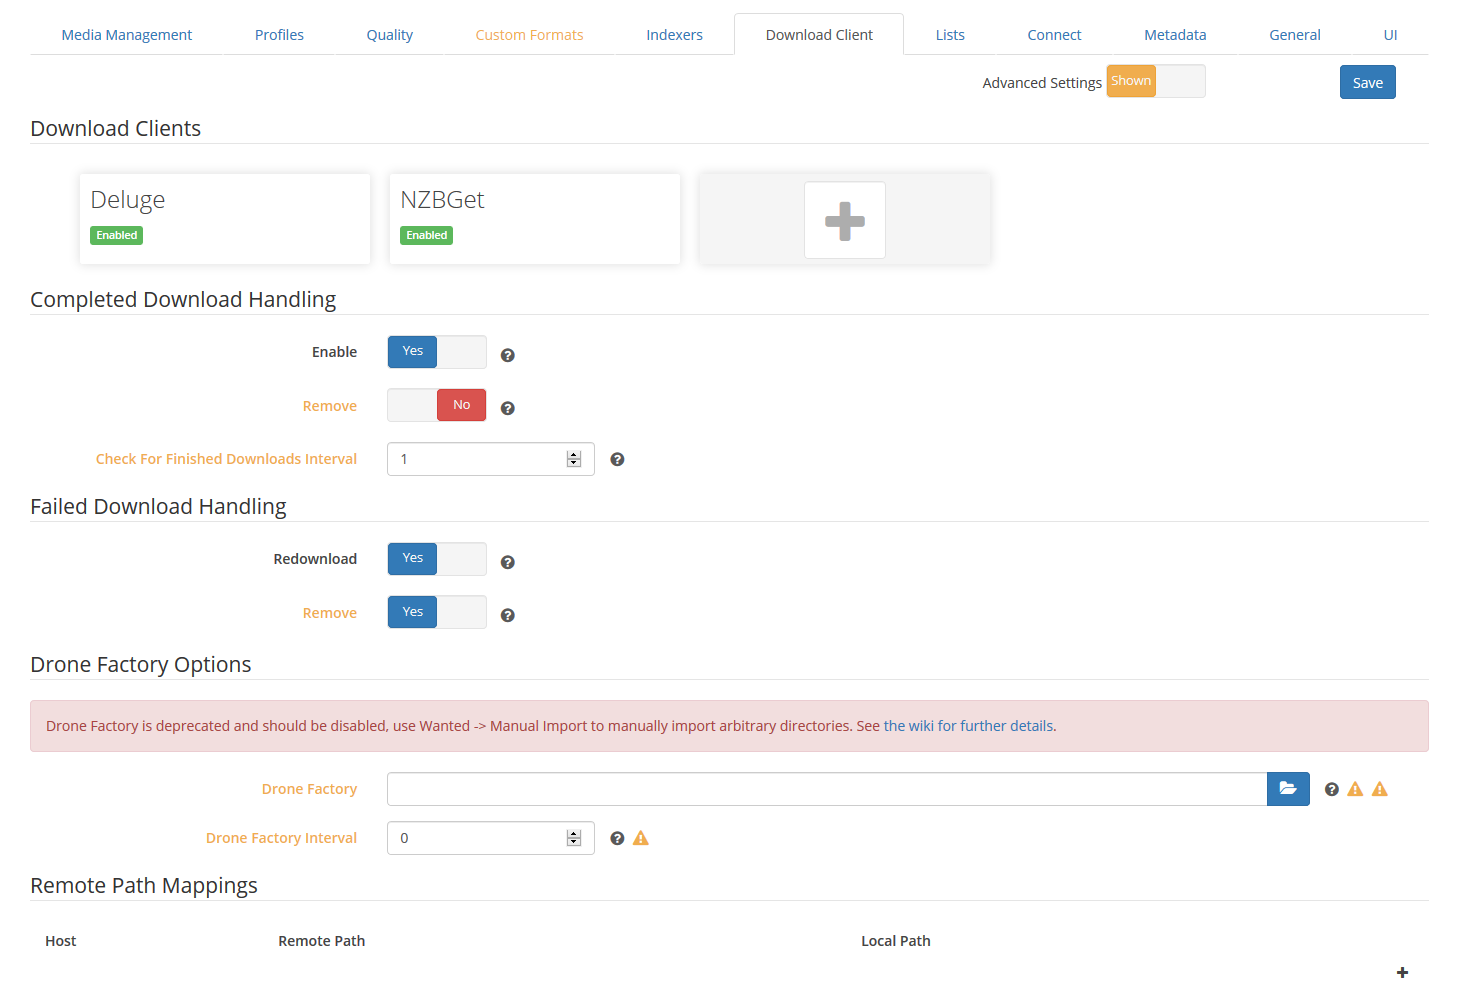 Media Management Profiles Quality Custom Formats Indexers Download Client Lists Connect Metadata General UI
Advanced Settings Shown Save
Download Clients
Deluge NZBGet
Enabled Enabled
Completed Download Handling
Enable Yes
Remove No
Check For Finished Downloads Interval 1
Failed Download Handling
Redownload Yes
Remove Yes
Drone Factory Options
Drone Factory is deprecated and should be disabled, use Wanted -> Manual Import to manually import arbitrary directories. See the wiki for further details.
Drone Factory
Drone Factory Interval 0
Remote Path Mappings
Host Remote Path Local Path